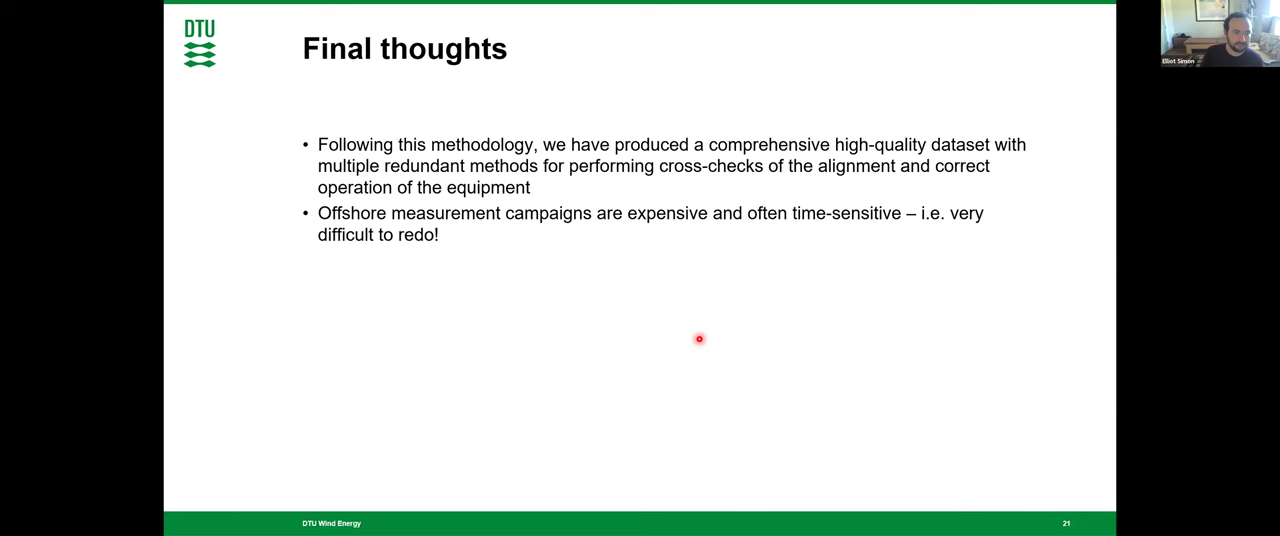 DTU
Final thoughts
Elliot Simon
• Following this methodology, we have produced a comprehensive high-quality dataset with
multiple redundant methods for performing cross-checks of the alignment and correct
operation of the equipment
• Offshore measurement campaigns are expensive and often time-sensitive – i.e. very
difficult to redo!
DTU Wind Energy
21